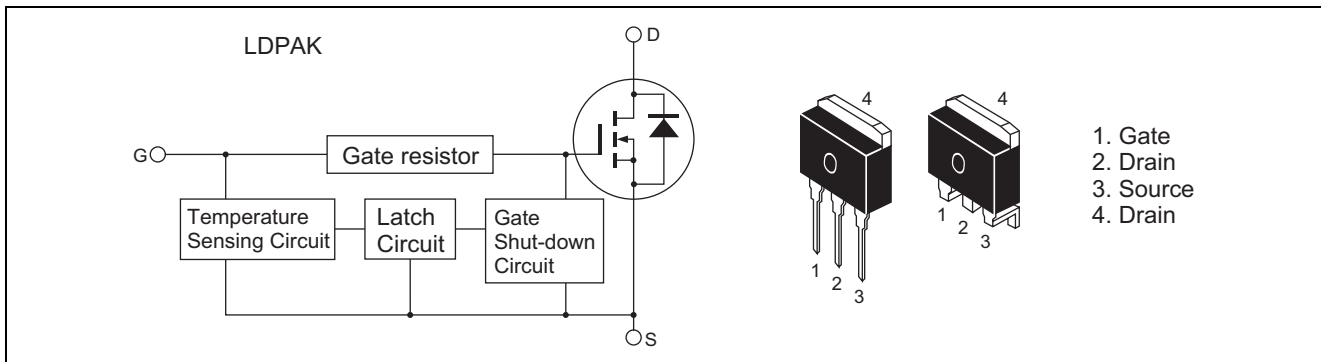 LDPAK
D
G
Gate resistor
Temperature
Sensing Circuit
Latch
Circuit
Gate
Shut-down
Circuit
S
4
1
2
3
4
1
2
3
1. Gate
2. Drain
3. Source
4. Drain